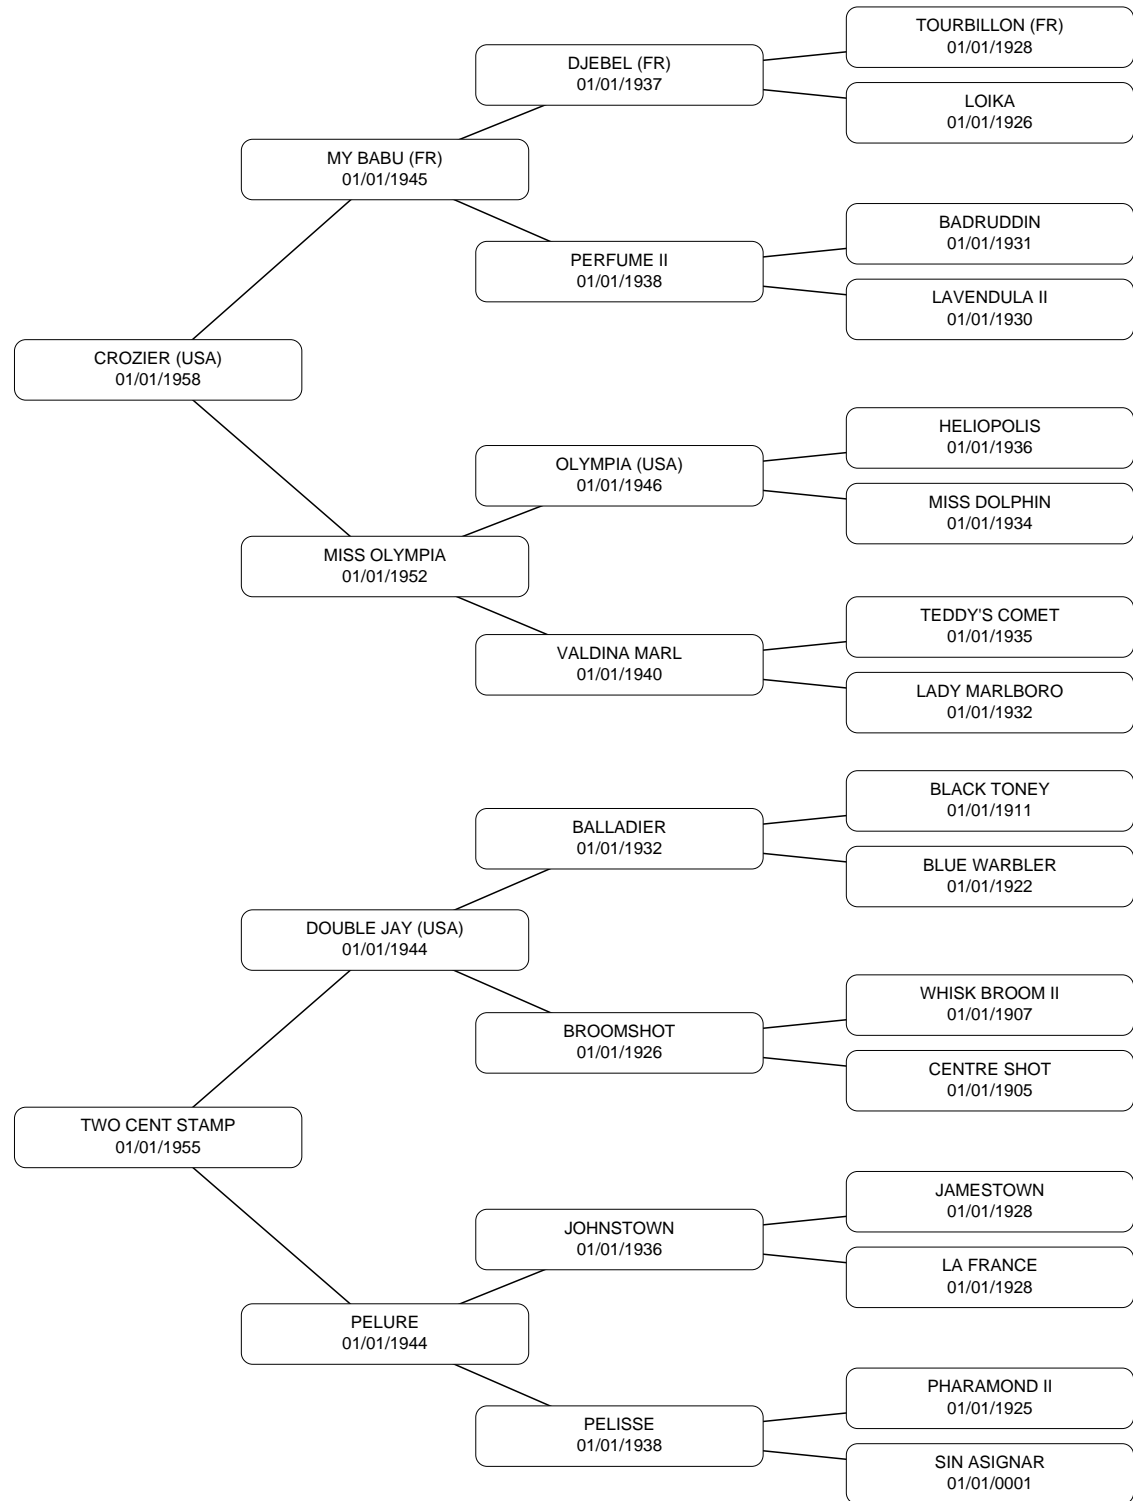 TOURBILLON (FR)
01/01/1928
DJEBEL (FR)
01/01/1937
LOIKA
01/01/1926
MY BABU (FR)
01/01/1945
BADRUDDIN
01/01/1931
PERFUME II
01/01/1938
LAVENDULA II
01/01/1930
CROZIER (USA)
01/01/1958
HELIOPOLIS
01/01/1936
OLYMPIA (USA)
01/01/1946
MISS DOLPHIN
01/01/1934
MISS OLYMPIA
01/01/1952
TEDDY'S COMET
01/01/1935
VALDINA MARL
01/01/1940
LADY MARLBORO
01/01/1932
BLACK TONEY
01/01/1911
BALLADIER
01/01/1932
BLUE WARBLER
01/01/1922
DOUBLE JAY (USA)
01/01/1944
WHISK BROOM II
01/01/1907
BROOMSHOT
01/01/1926
CENTRE SHOT
01/01/1905
TWO CENT STAMP
01/01/1955
JAMESTOWN
01/01/1928
JOHNSTOWN
01/01/1936
LA FRANCE
01/01/1928
PELURE
01/01/1944
PHARAMOND II
01/01/1925
PELISSE
01/01/1938
SIN ASIGNAR
01/01/0001